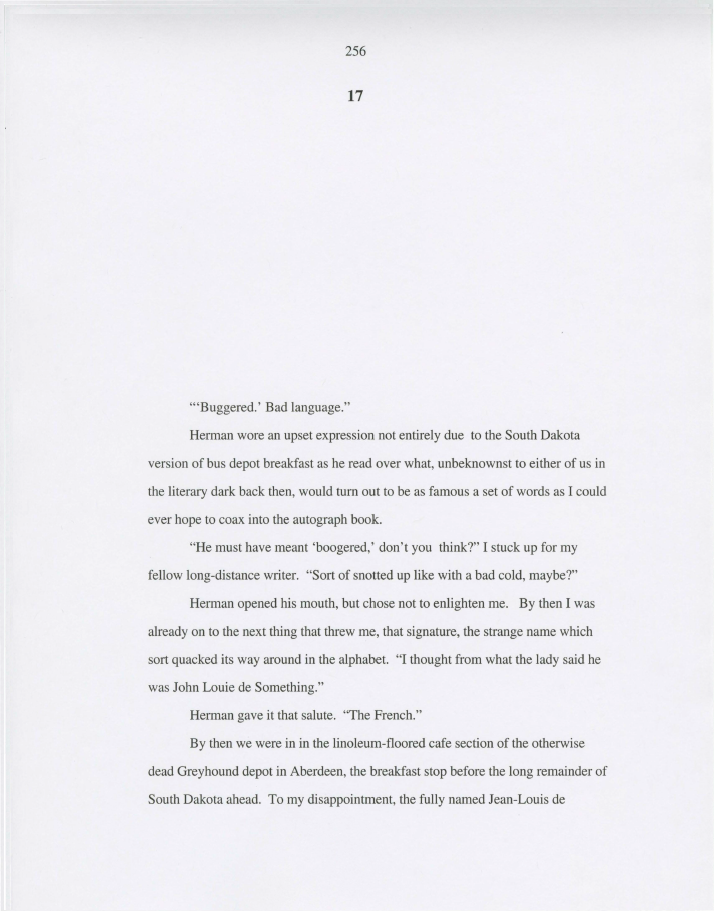 256
17
“‘Buggered.’ Bad language.”
Herman wore an upset expression not entirely due to the South Dakota
version of bus depot breakfast as he read over what, unbeknownst to either of us in
the literary dark back then, would turn out to be as famous a set of words as I could
ever hope to coax into the autograph book.
“He must have meant ‘boogered,’ don’t you think?” I stuck up for my
fellow long-distance writer. “Sort of snotted up like with a bad cold, maybe?”
Herman opened his mouth, but chose not to enlighten me. By then I was
already on to the next thing that threw me, that signature, the strange name which
sort quacked its way around in the alphabet. “I thought from what the lady said he
was John Louie de Something.”
Herman gave it that salute. “The French.”
By then we were in in the linoleum-floored cafe section of the otherwise
dead Greyhound depot in Aberdeen, the breakfast stop before the long remainder of
South Dakota ahead. To my disappointment, the fully named Jean-Louis de